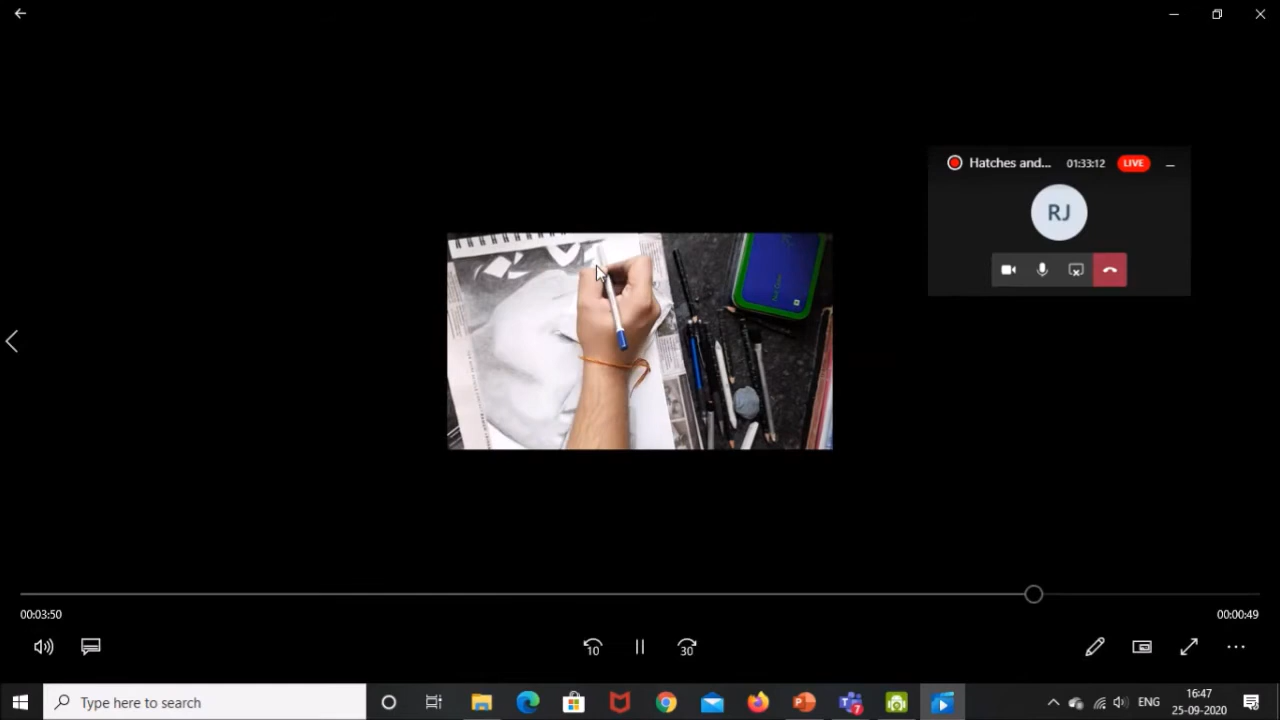 Hatches and... 01:33:12 LIVE
RJ
00:03:50
00:00:49
10
30
Type here to search
7
ENG
16:47
25-09-2020